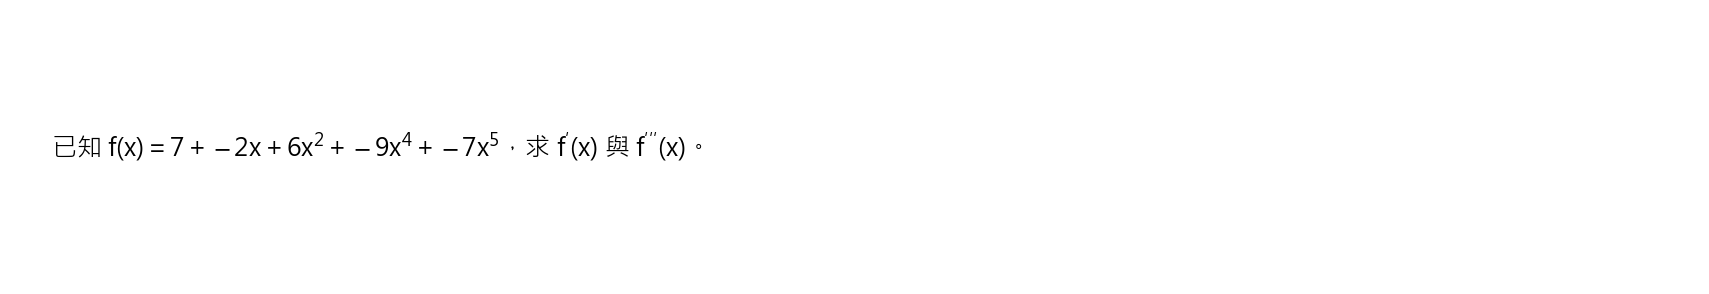 已知 f(x) = 7 + −2x + 6x² + −9x⁴ + −7x⁵，求 f′(x) 與 f′′′(x)。